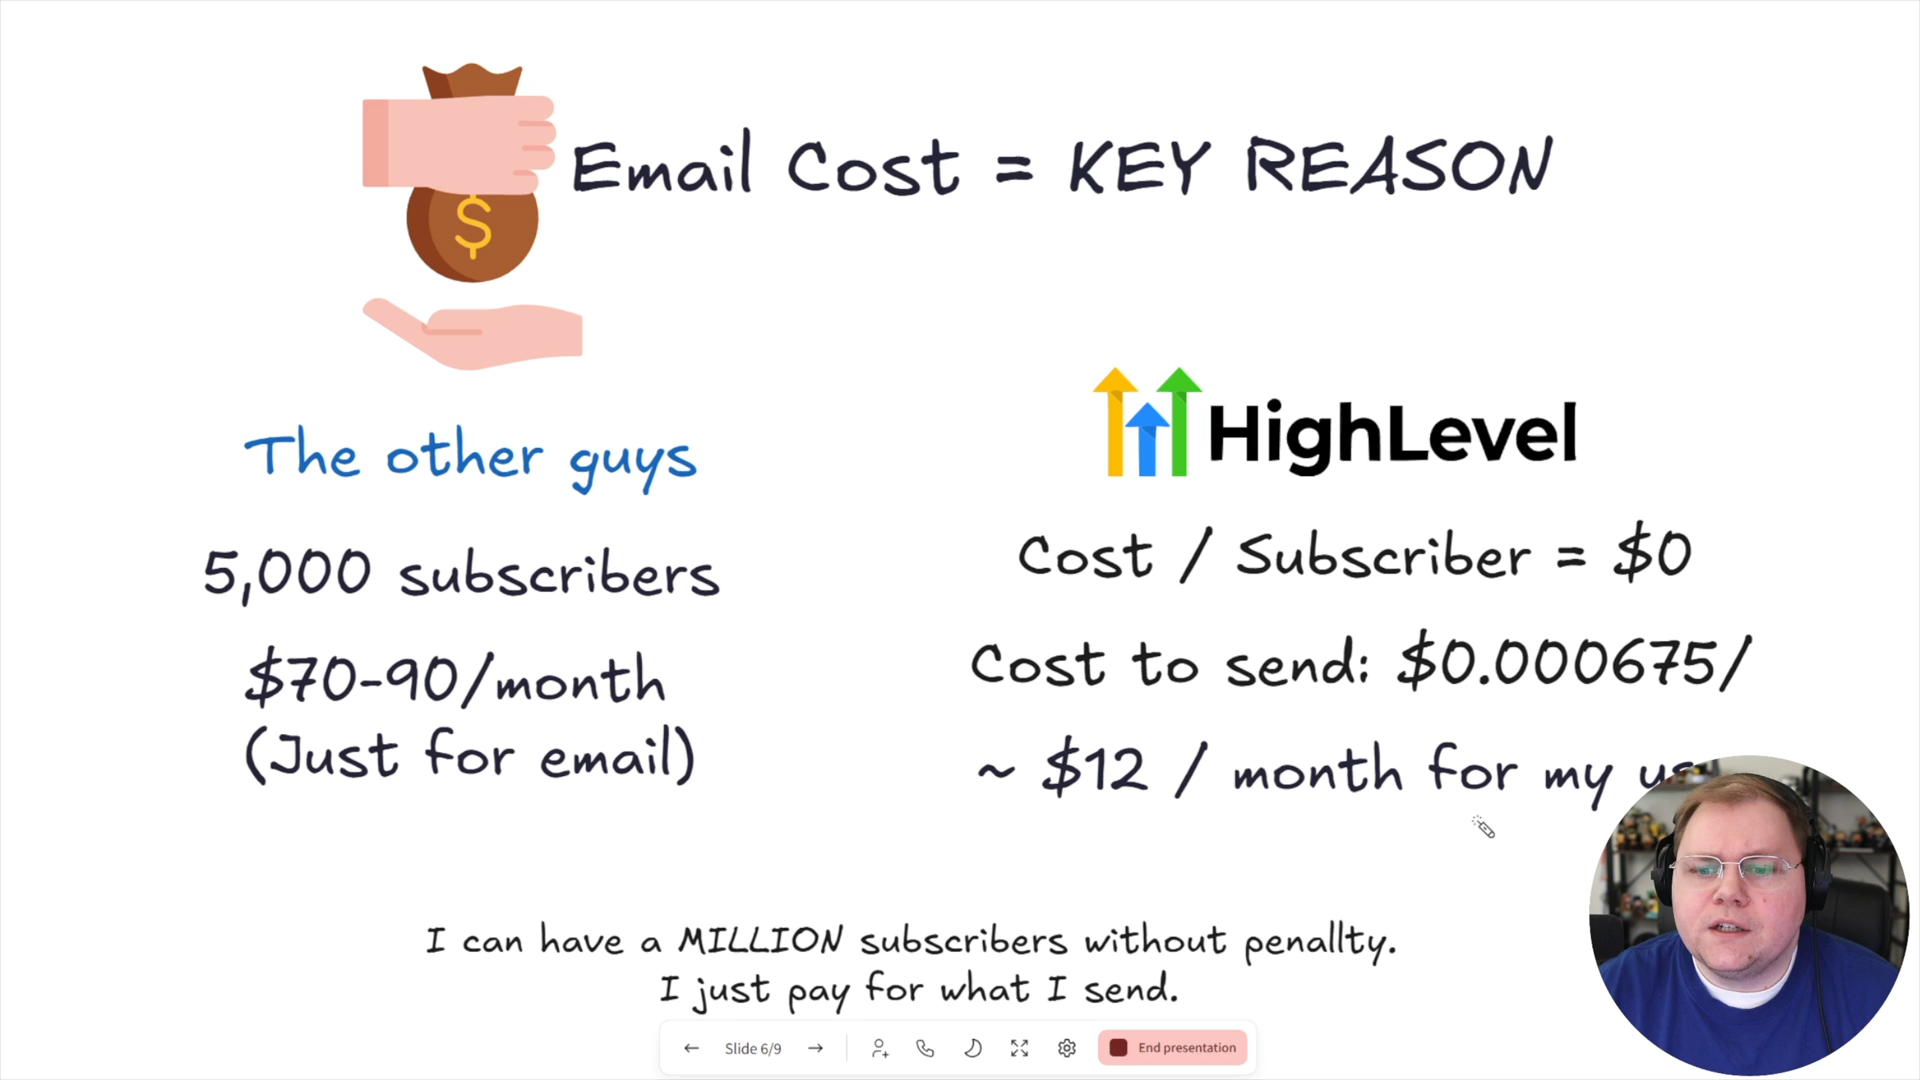 $
Email Cost = KEY REASON
The other guys
5,000 subscribers
$70-90/month
(Just for email)
HighLevel
Cost / Subscriber = $0
Cost to send: $0.000675/
~ $12 / month for my
I can have a MILLION subscribers without penallty.
I just pay for what I send.
Slide 6/9
End presentation